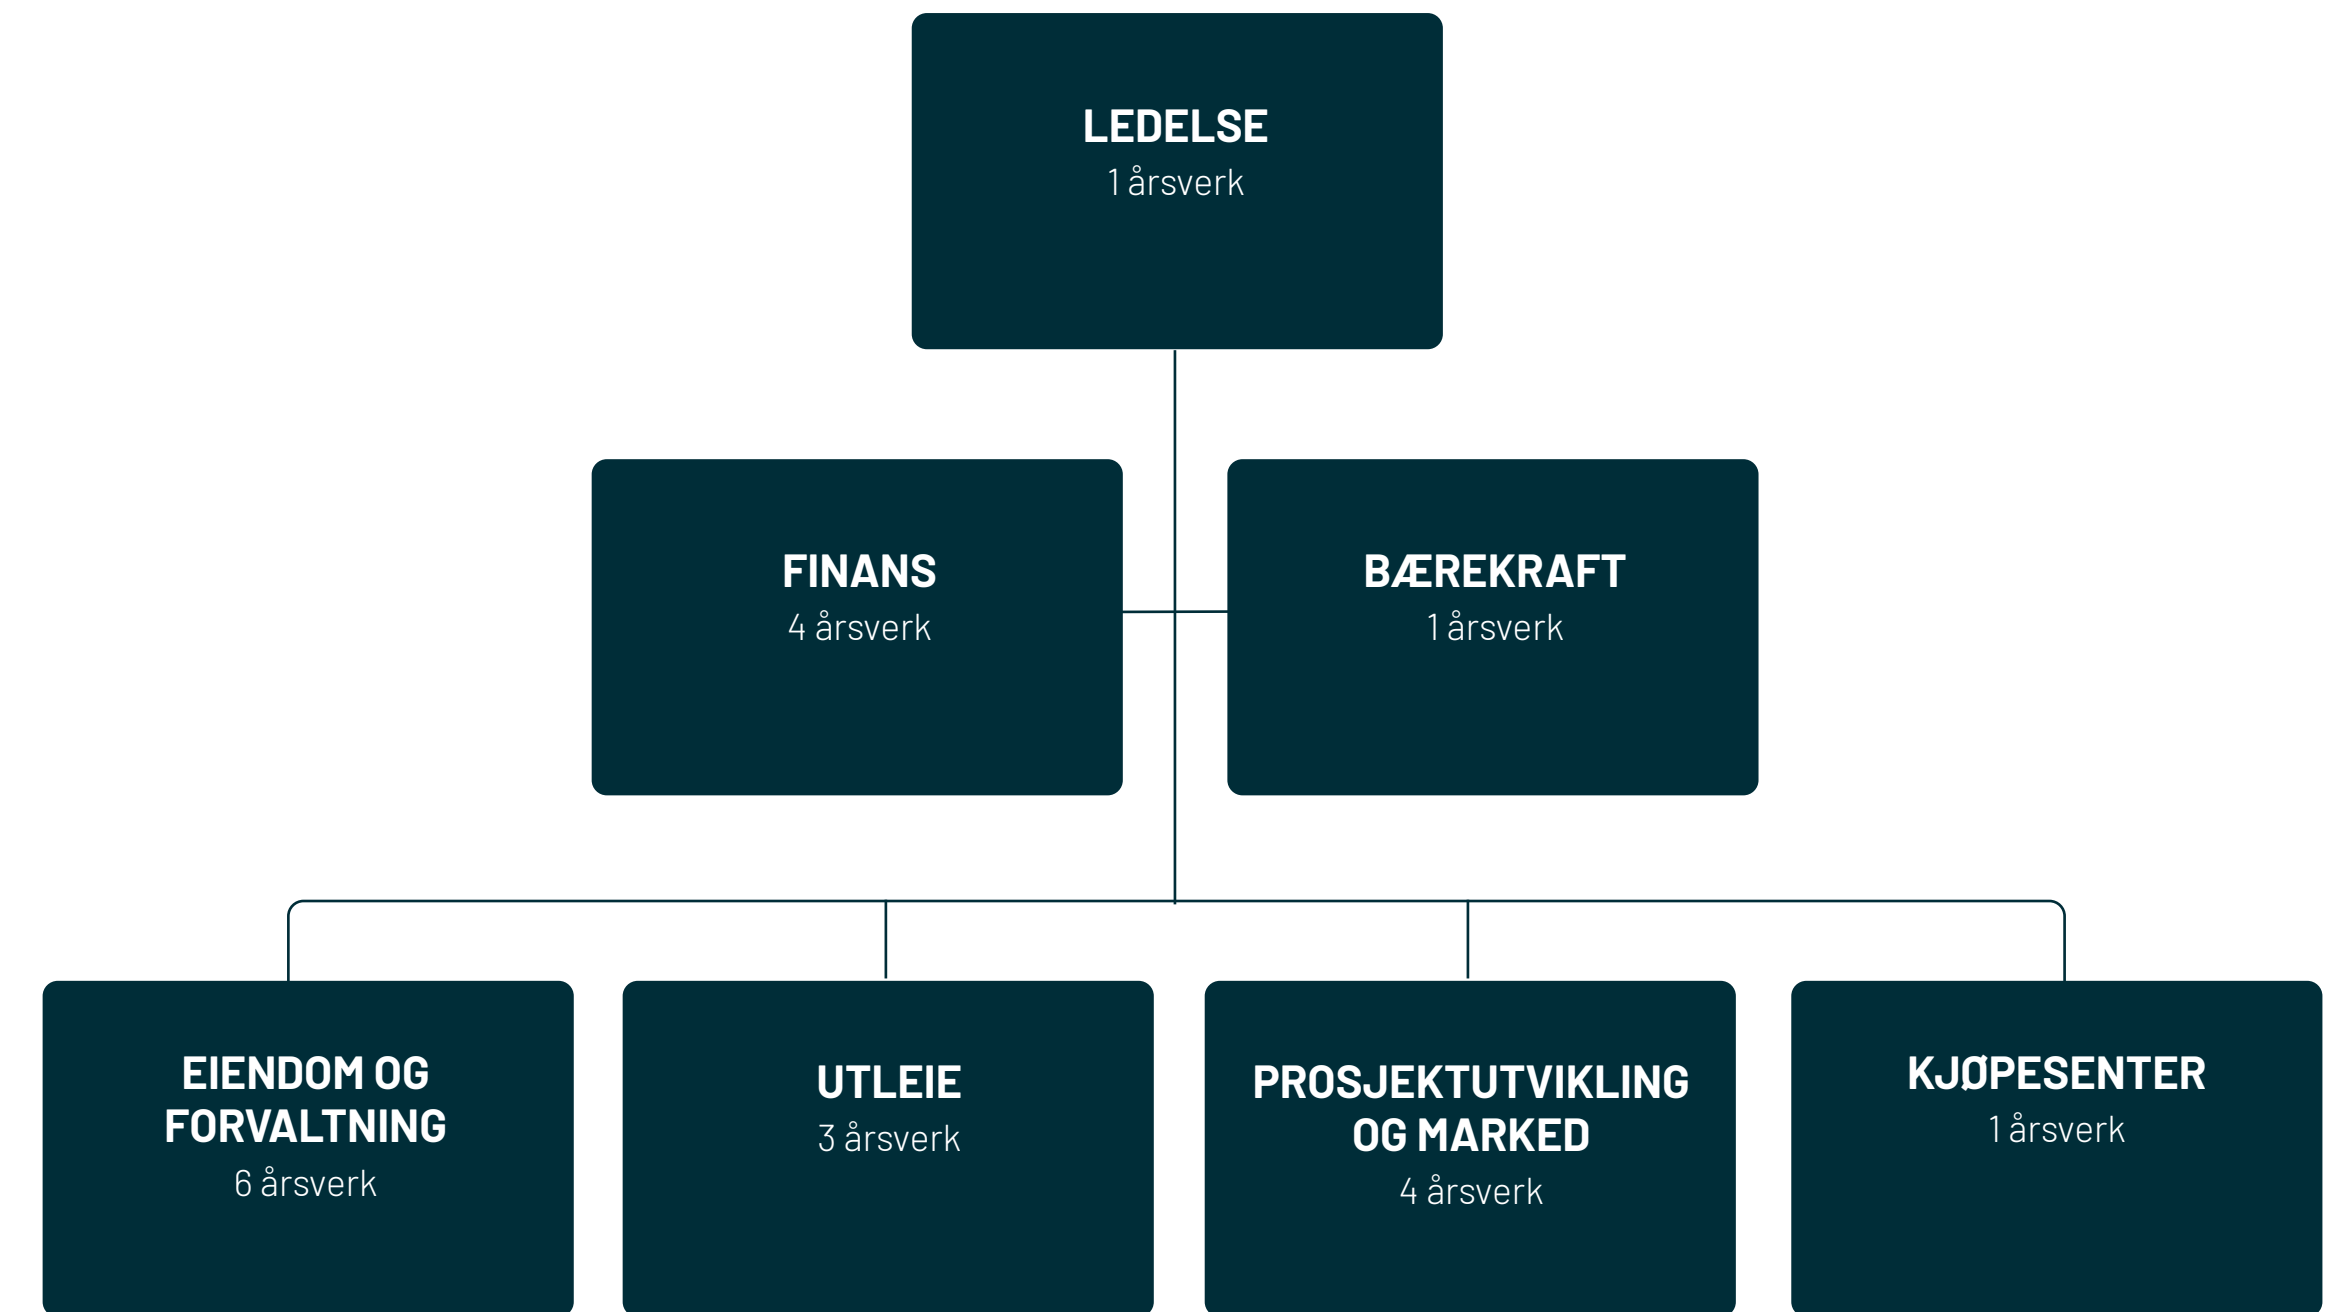 LEDELSE
1 årsverk
FINANS
4 årsverk
BÆREKRAFT
1 årsverk
EIENDOM OG
FORVALTNING
6 årsverk
UTLEIE
3 årsverk
PROSJEKTUTVIKLING
OG MARKED
4 årsverk
KJØPESENTER
1 årsverk